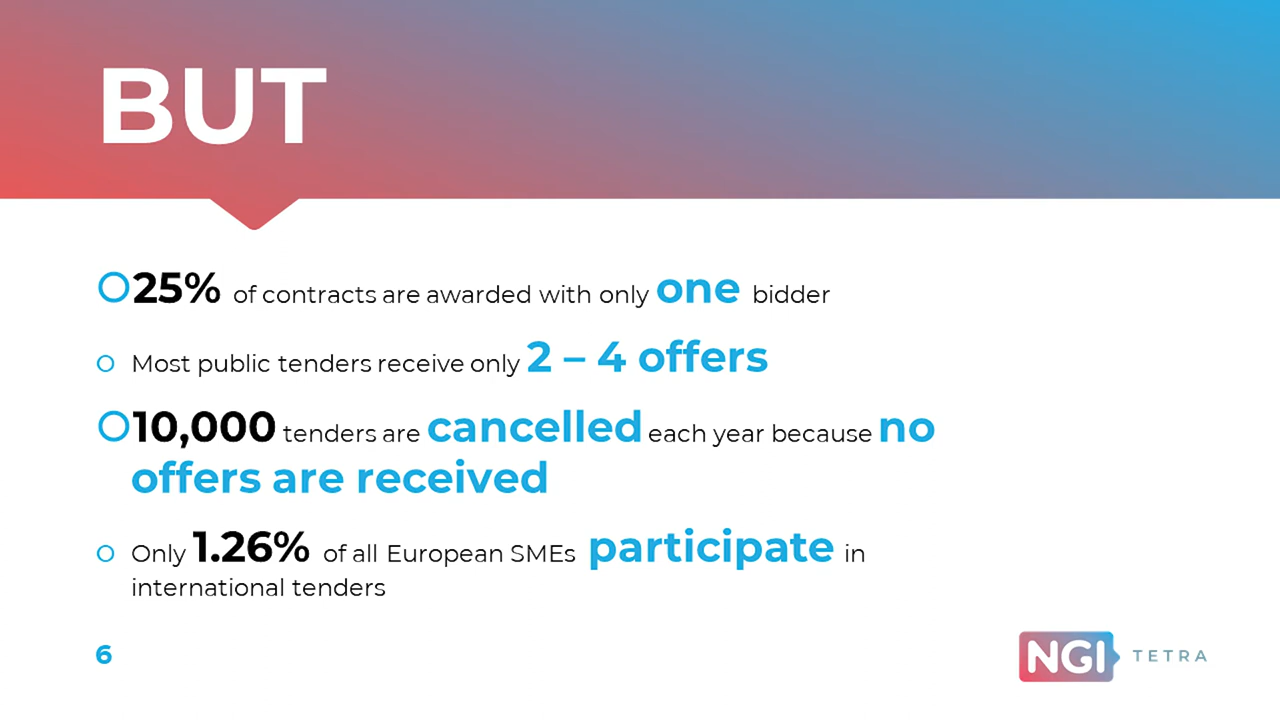 BUT
25% of contracts are awarded with only one bidder
Most public tenders receive only 2 – 4 offers
10,000 tenders are cancelled each year because no
offers are received
Only 1.26% of all European SMEs participate in
international tenders
6
NGI TETRA